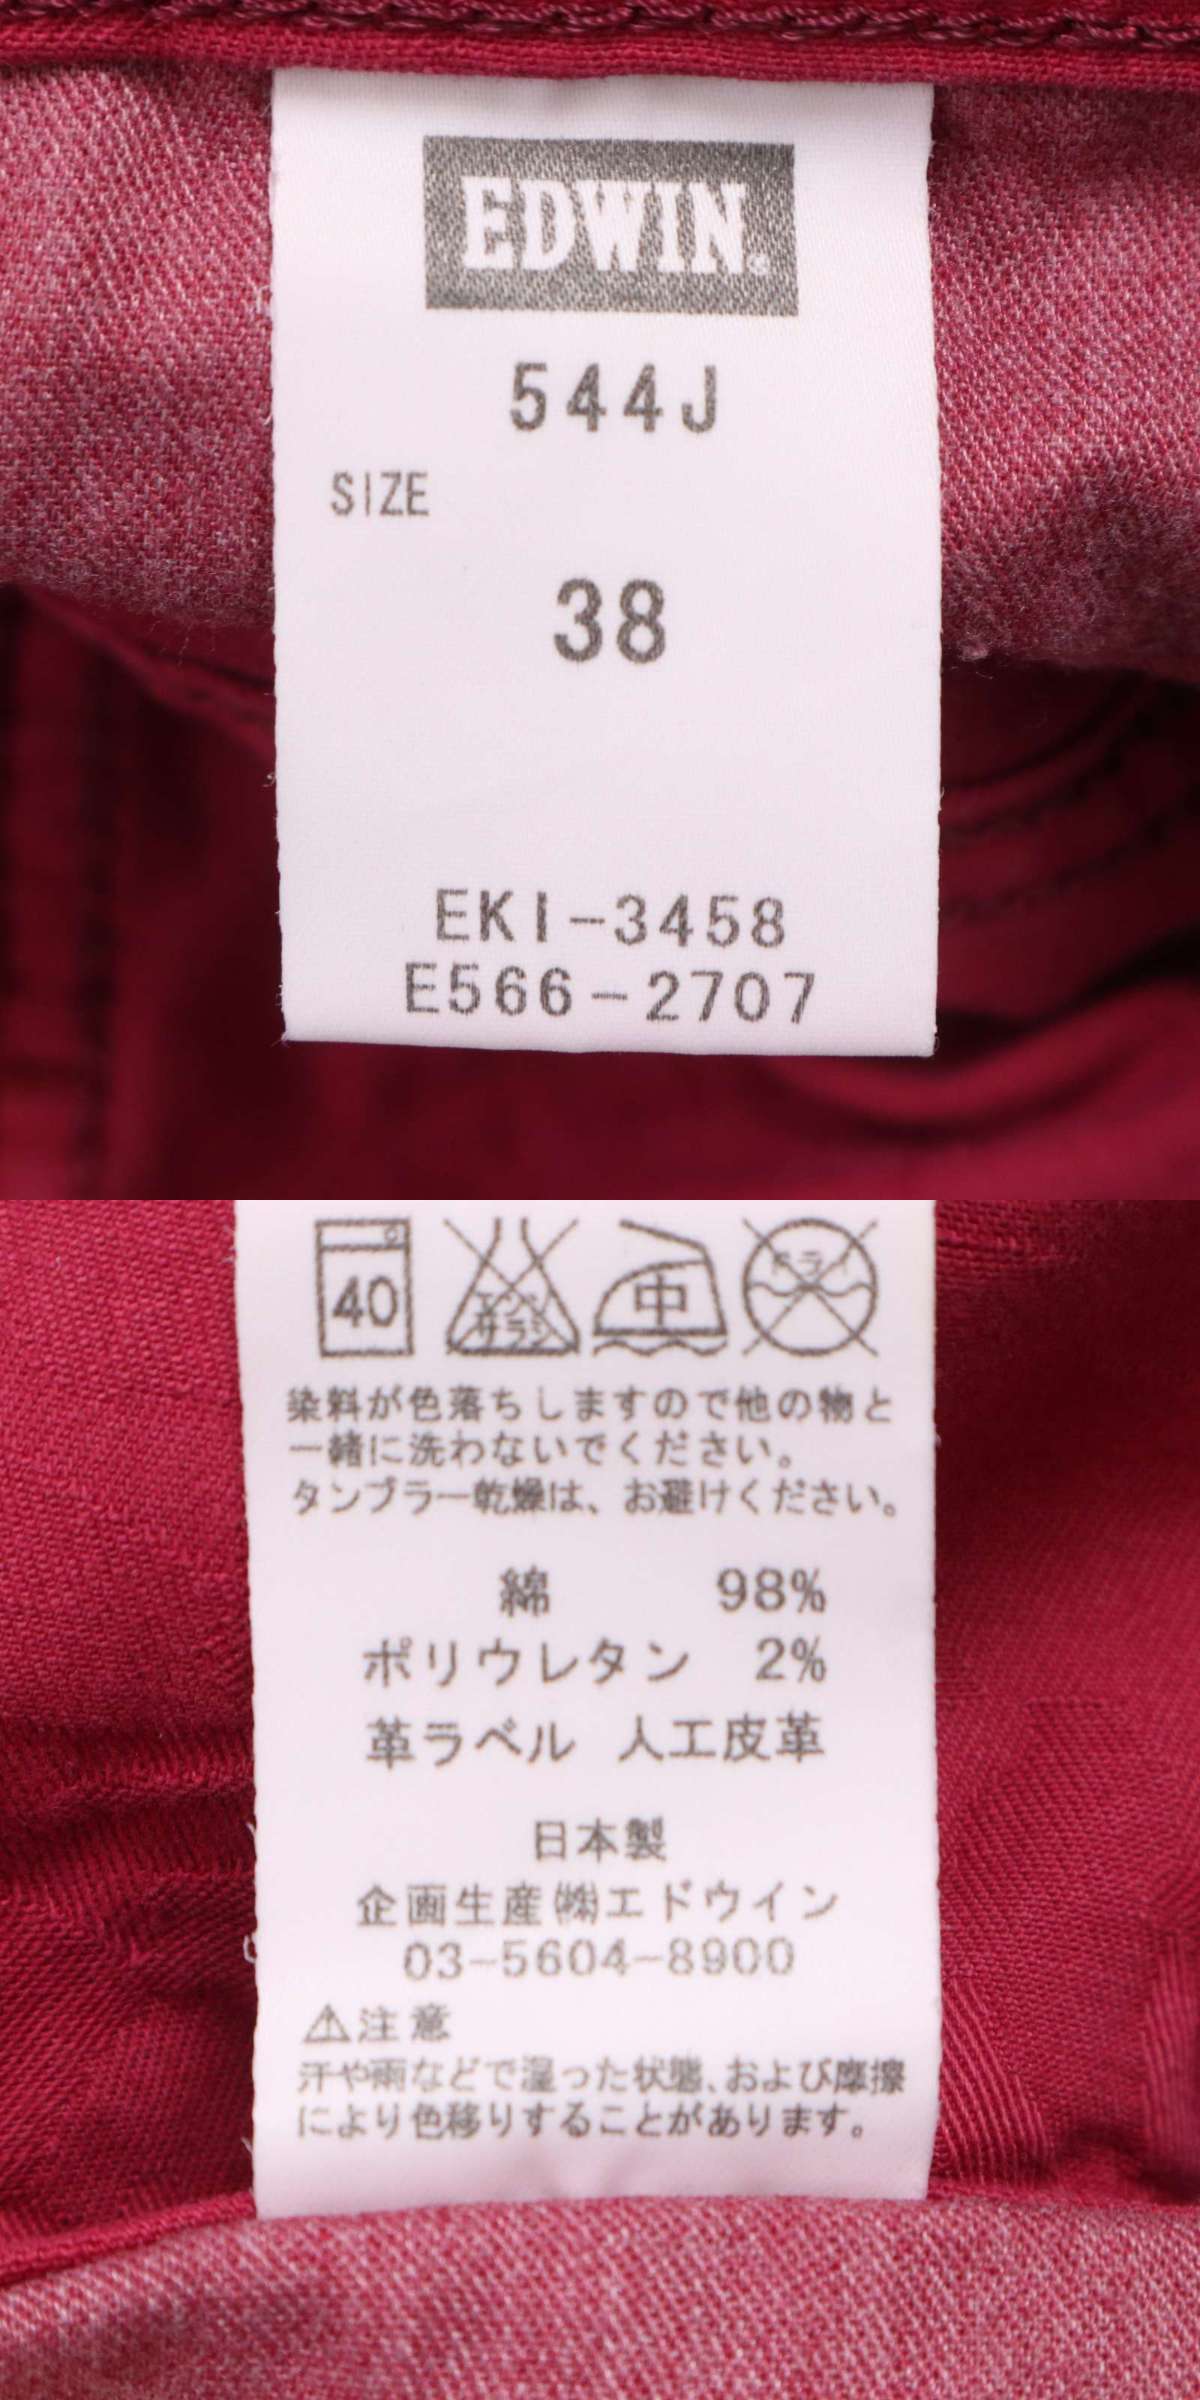 EDWIN®
544J
SIZE
38
EKI-3458
E566-2707
40 エンソサラシ 中 ドライ
染料が色落ちしますので他の物と
一緒に洗わないでください。
タンブラー乾燥は、お避けください。
綿 98%
ポリウレタン 2%
革ラベル 人工皮革
日本製
企画生産㈱エドウイン
03-5604-8900
⚠注意
汗や雨などで湿った状態、および摩擦
により色移りすることがあります。